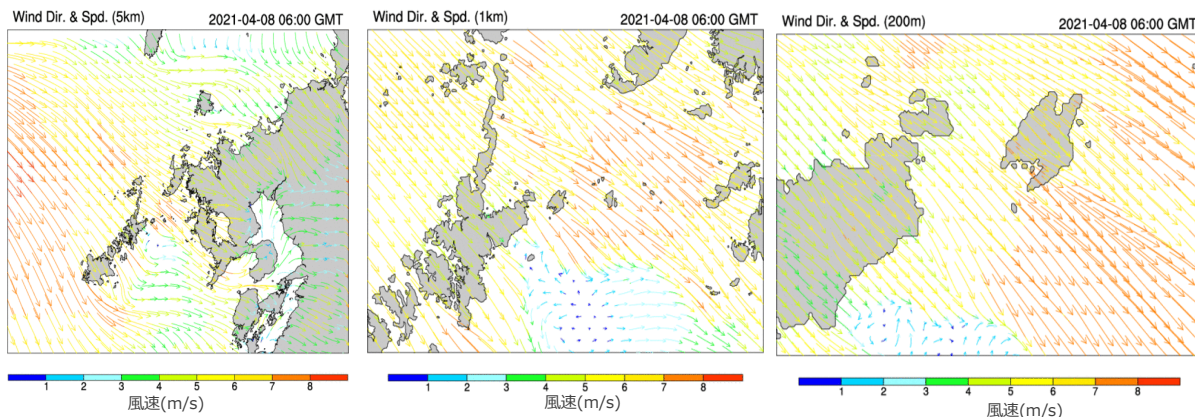 Wind Dir. & Spd. (5km) 2021-04-08 06:00 GMT
1 2 3 4 5 6 7 8
風速(m/s)
Wind Dir. & Spd. (1km) 2021-04-08 06:00 GMT
1 2 3 4 5 6 7 8
風速(m/s)
Wind Dir. & Spd. (200m) 2021-04-08 06:00 GMT
1 2 3 4 5 6 7 8
風速(m/s)